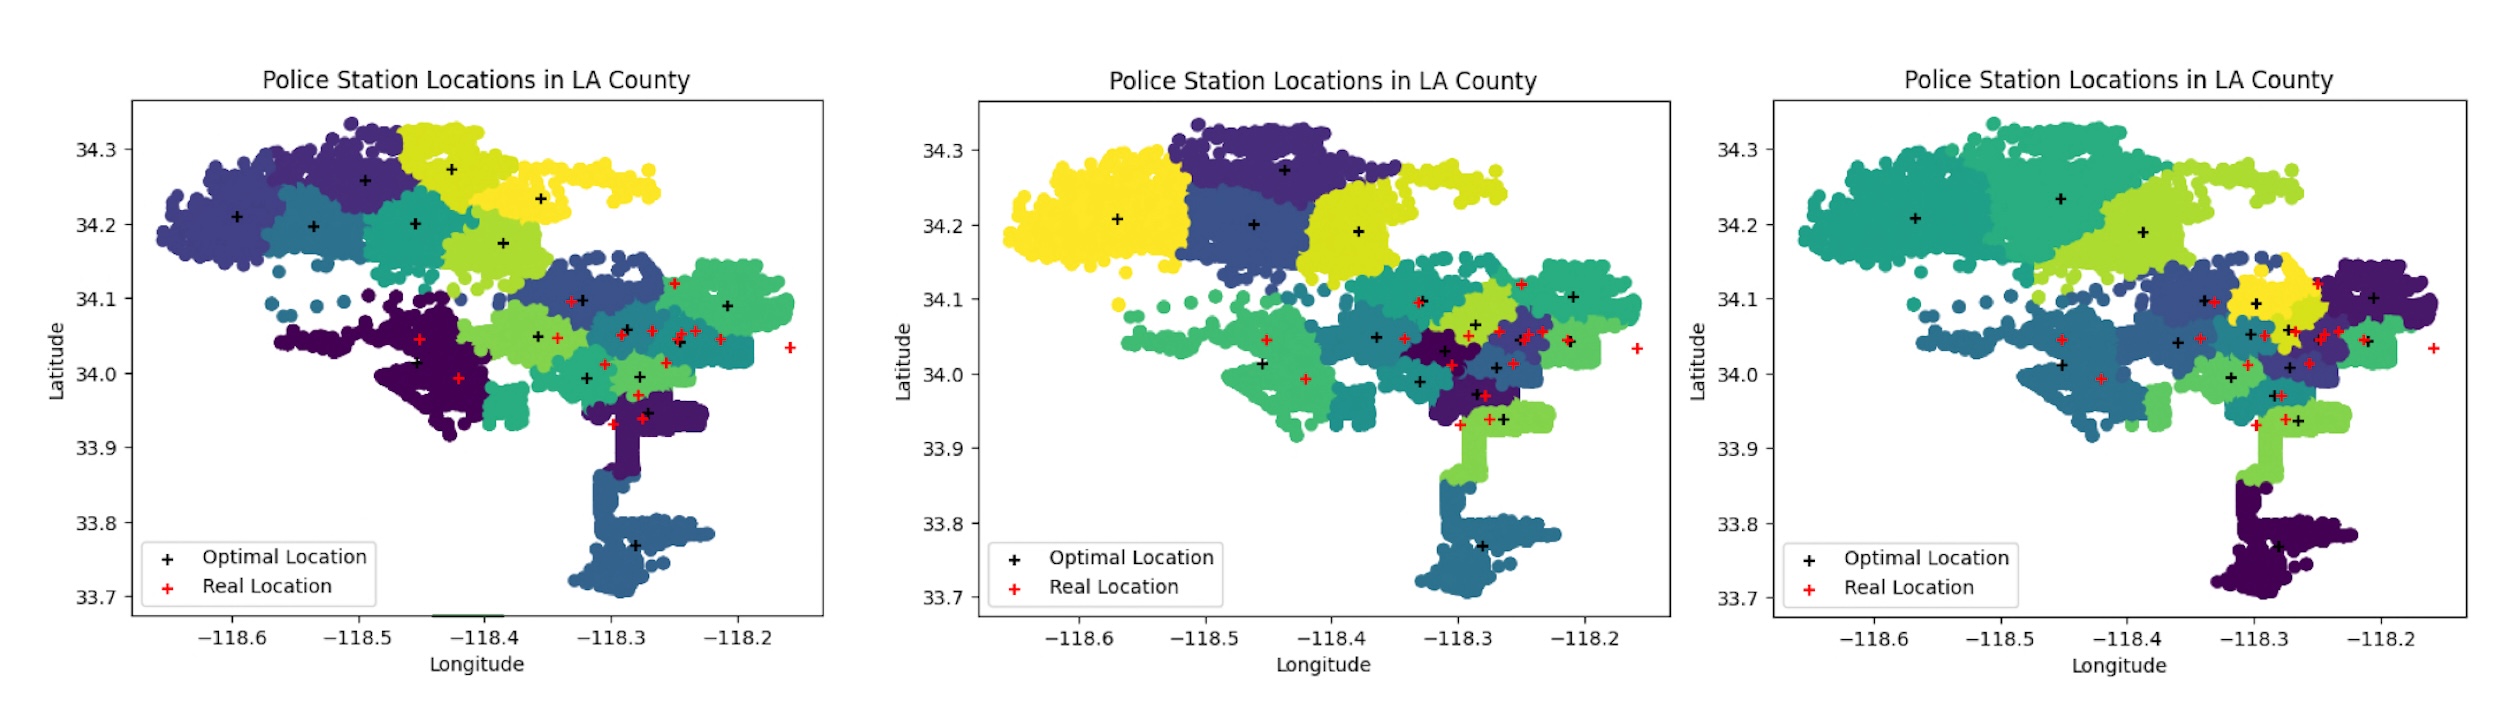 Police Station Locations in LA County
34.3
34.2
34.1
34.0
33.9
33.8
33.7
Latitude
Optimal Location
Real Location
−118.6 −118.5 −118.4 −118.3 −118.2
Longitude
Police Station Locations in LA County
34.3
34.2
34.1
34.0
33.9
33.8
33.7
Latitude
Optimal Location
Real Location
−118.6 −118.5 −118.4 −118.3 −118.2
Longitude
Police Station Locations in LA County
34.3
34.2
34.1
34.0
33.9
33.8
33.7
Latitude
Optimal Location
Real Location
−118.6 −118.5 −118.4 −118.3 −118.2
Longitude